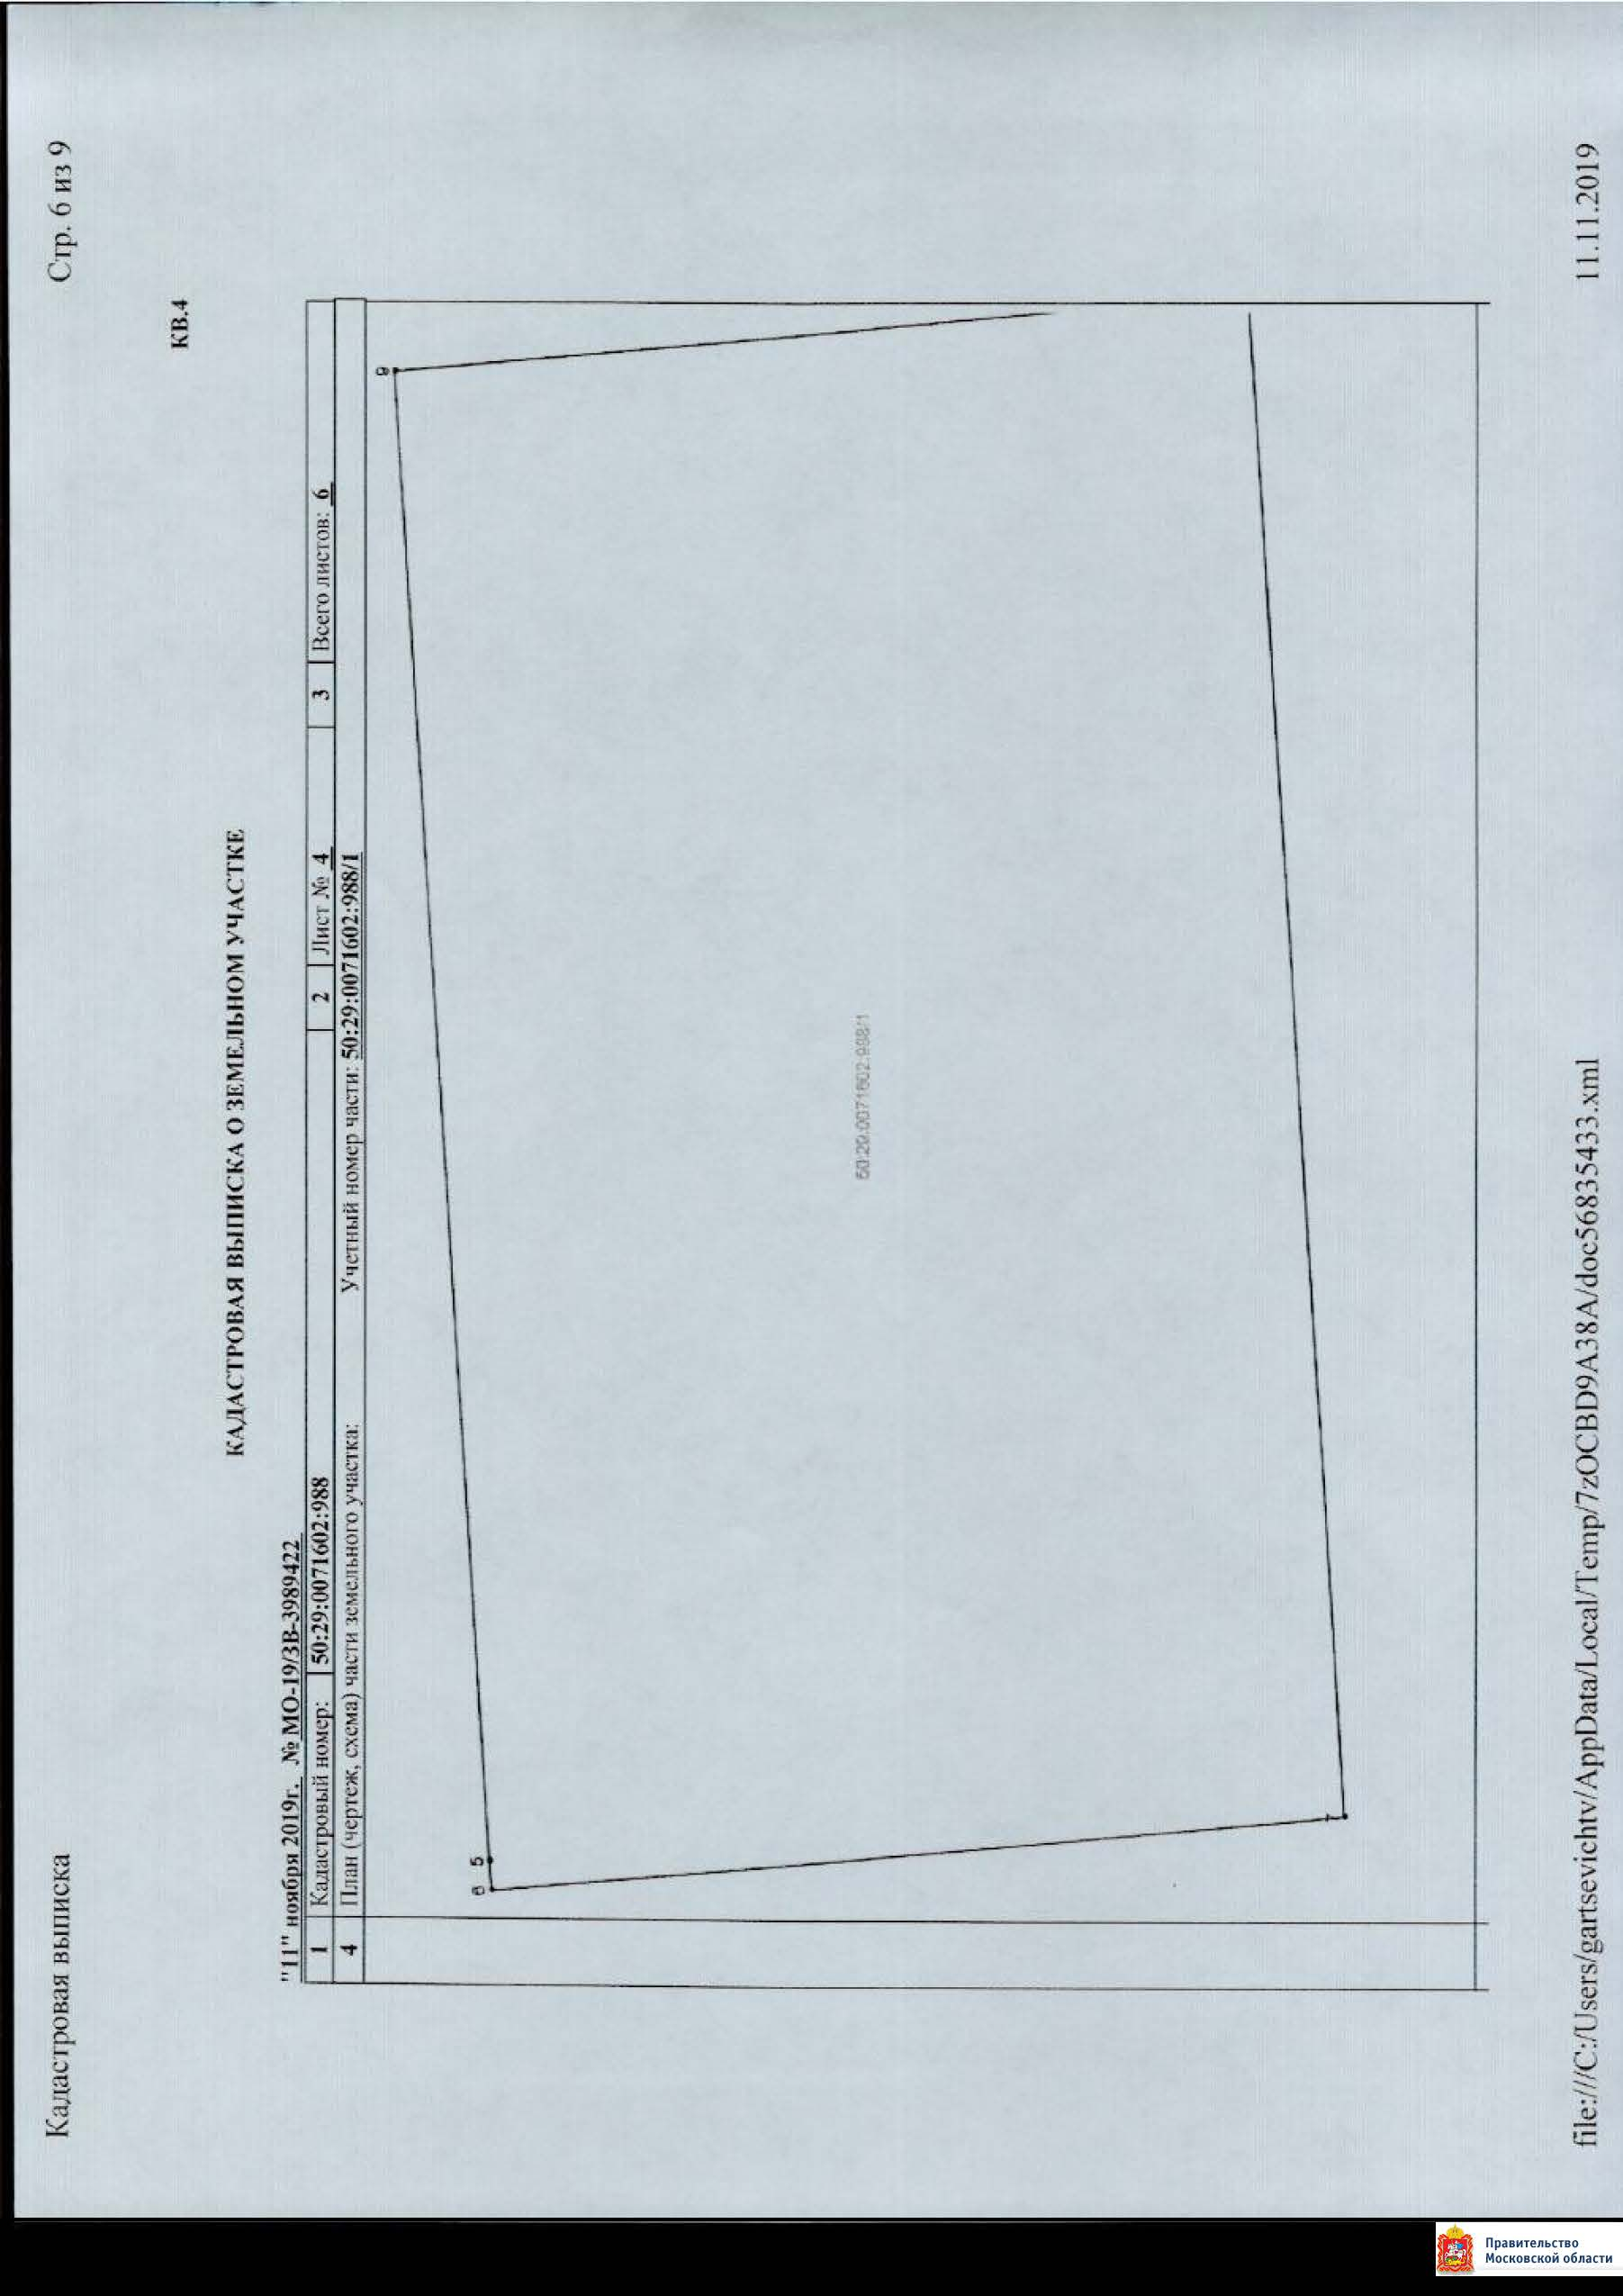 Кадастровая выписка
Стр. 6 из 9
КВ.4
КАДАСТРОВАЯ ВЫПИСКА О ЗЕМЕЛЬНОМ УЧАСТКЕ
"11" ноября 2019г. № МО-19/ЗВ-3989422
1 Кадастровый номер: 50:29:0071602:988 2 Лист № 4 3 Всего листов: 6
4 План (чертеж, схема) части земельного участка: Учетный номер части: 50:29:0071602:988/1
9
5
6
50:29:0071602:988/1
7
file:///C:/Users/gartsevichtv/AppData/Local/Temp/7zOCBD9A38A/doc56835433.xml
11.11.2019
Правительство
Московской области